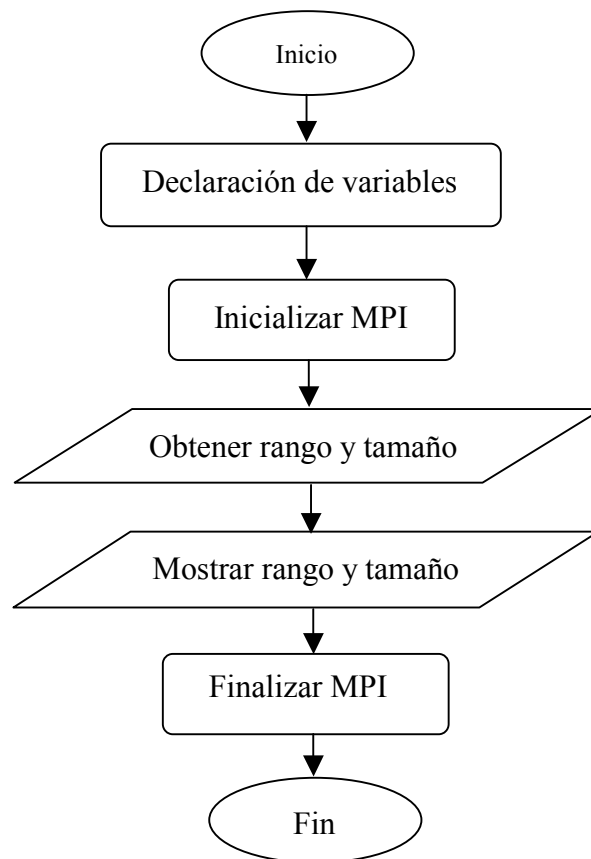 Inicio
Declaración de variables
Inicializar MPI
Obtener rango y tamaño
Mostrar rango y tamaño
Finalizar MPI
Fin